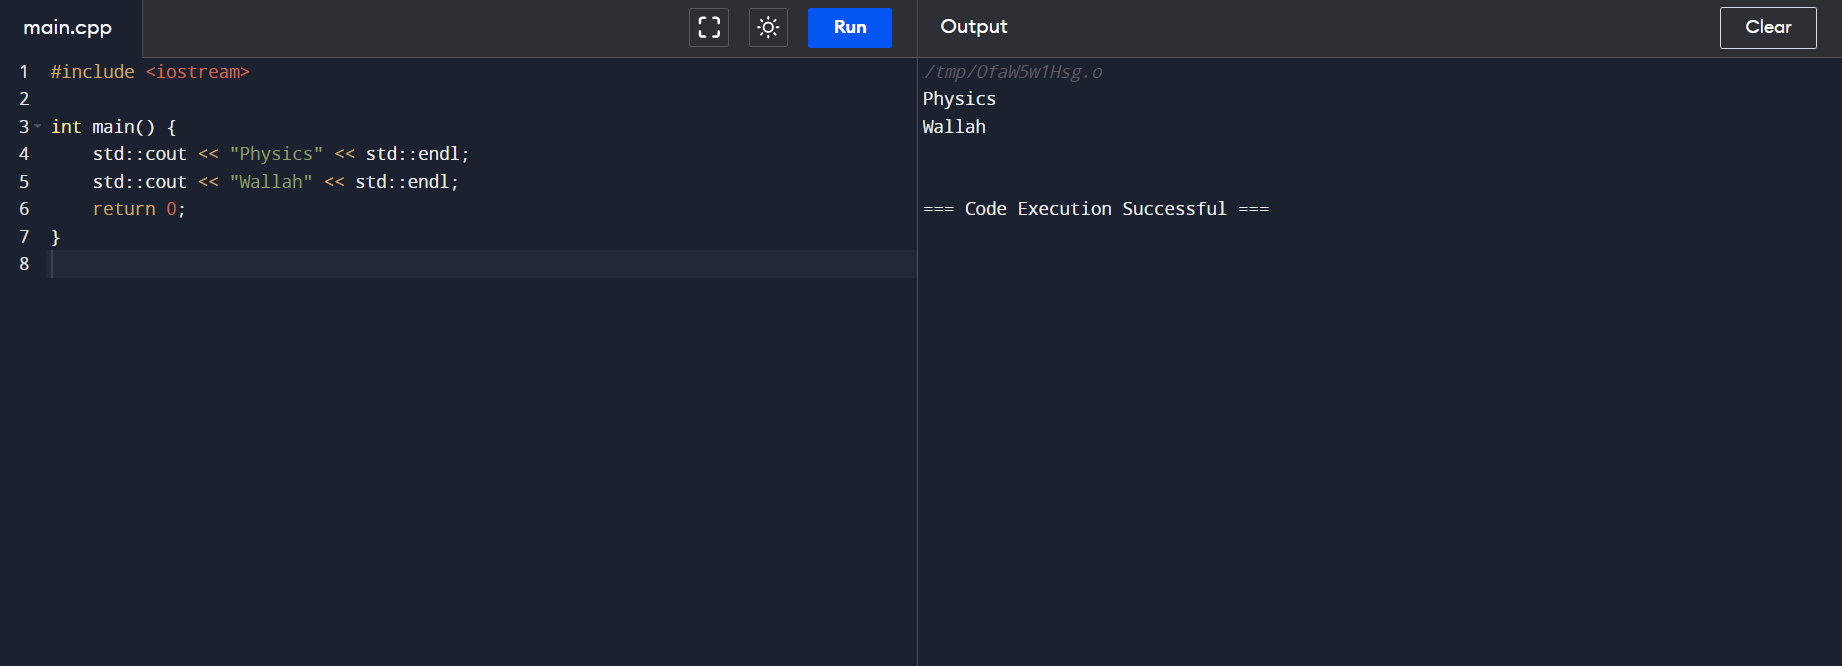 main.cpp
Run
Output
Clear
1 #include <iostream>
2
3 int main() {
4     std::cout << "Physics" << std::endl;
5     std::cout << "Wallah" << std::endl;
6     return 0;
7 }
8
/tmp/OfaW5w1Hsg.o
Physics
Wallah
=== Code Execution Successful ===